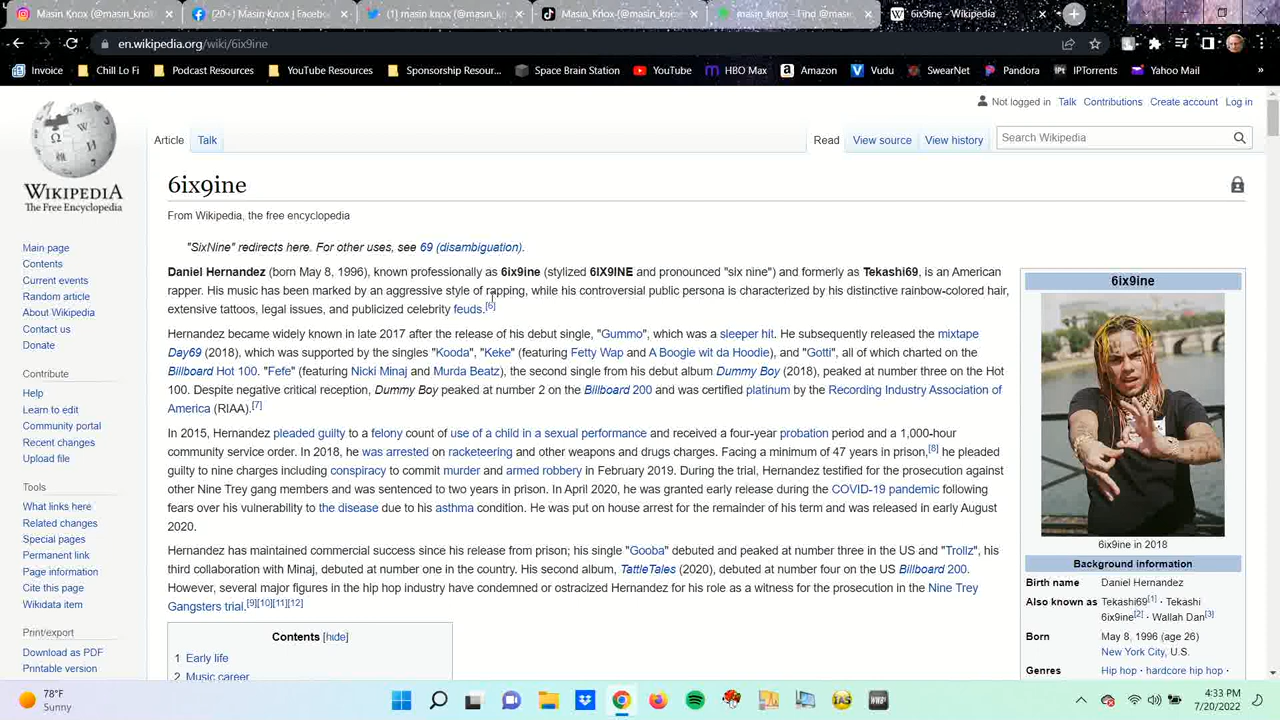 Masin_Knox (@masin_knox
(20+) Masin Knox | Facebo
(1) masin knox (@masin_kno
Masin_Knox (@masin_knox
masin_knox - Find @masin
6ix9ine - Wikipedia
en.wikipedia.org/wiki/6ix9ine
Invoice Chill Lo Fi Podcast Resources YouTube Resources Sponsorship Resour... Space Brain Station YouTube HBO Max Amazon Vudu SwearNet Pandora IPTorrents Yahoo Mail »
Not logged in Talk Contributions Create account Log in
Article Talk Read View source View history Search Wikipedia
WIKIPEDIA
The Free Encyclopedia
Main page
Contents
Current events
Random article
About Wikipedia
Contact us
Donate
Contribute
Help
Learn to edit
Community portal
Recent changes
Upload file
Tools
What links here
Related changes
Special pages
Permanent link
Page information
Cite this page
Wikidata item
Print/export
Download as PDF
Printable version
6ix9ine
From Wikipedia, the free encyclopedia
"SixNine" redirects here. For other uses, see 69 (disambiguation).
Daniel Hernandez (born May 8, 1996), known professionally as 6ix9ine (stylized 6IX9INE and pronounced "six nine") and formerly as Tekashi69, is an American
rapper. His music has been marked by an aggressive style of rapping, while his controversial public persona is characterized by his distinctive rainbow-colored hair,
extensive tattoos, legal issues, and publicized celebrity feuds.[6]
Hernandez became widely known in late 2017 after the release of his debut single, "Gummo", which was a sleeper hit. He subsequently released the mixtape
Day69 (2018), which was supported by the singles "Kooda", "Keke" (featuring Fetty Wap and A Boogie wit da Hoodie), and "Gotti", all of which charted on the
Billboard Hot 100. "Fefe" (featuring Nicki Minaj and Murda Beatz), the second single from his debut album Dummy Boy (2018), peaked at number three on the Hot
100. Despite negative critical reception, Dummy Boy peaked at number 2 on the Billboard 200 and was certified platinum by the Recording Industry Association of
America (RIAA).[7]
In 2015, Hernandez pleaded guilty to a felony count of use of a child in a sexual performance and received a four-year probation period and a 1,000-hour
community service order. In 2018, he was arrested on racketeering and other weapons and drugs charges. Facing a minimum of 47 years in prison,[8] he pleaded
guilty to nine charges including conspiracy to commit murder and armed robbery in February 2019. During the trial, Hernandez testified for the prosecution against
other Nine Trey gang members and was sentenced to two years in prison. In April 2020, he was granted early release during the COVID-19 pandemic following
fears over his vulnerability to the disease due to his asthma condition. He was put on house arrest for the remainder of his term and was released in early August
2020.
Hernandez has maintained commercial success since his release from prison; his single "Gooba" debuted and peaked at number three in the US and "Trollz", his
third collaboration with Minaj, debuted at number one in the country. His second album, TattleTales (2020), debuted at number four on the US Billboard 200.
However, several major figures in the hip hop industry have condemned or ostracized Hernandez for his role as a witness for the prosecution in the Nine Trey
Gangsters trial.[9][10][11][12]
Contents [hide]
1 Early life
2 Music career
6ix9ine
6ix9ine in 2018
Background information
Birth name Daniel Hernandez
Also known as Tekashi69[1] · Tekashi
6ix9ine[2] · Wallah Dan[3]
Born May 8, 1996 (age 26)
New York City, U.S.
Genres Hip hop · hardcore hip hop ·
78°F
Sunny
4:33 PM
7/20/2022